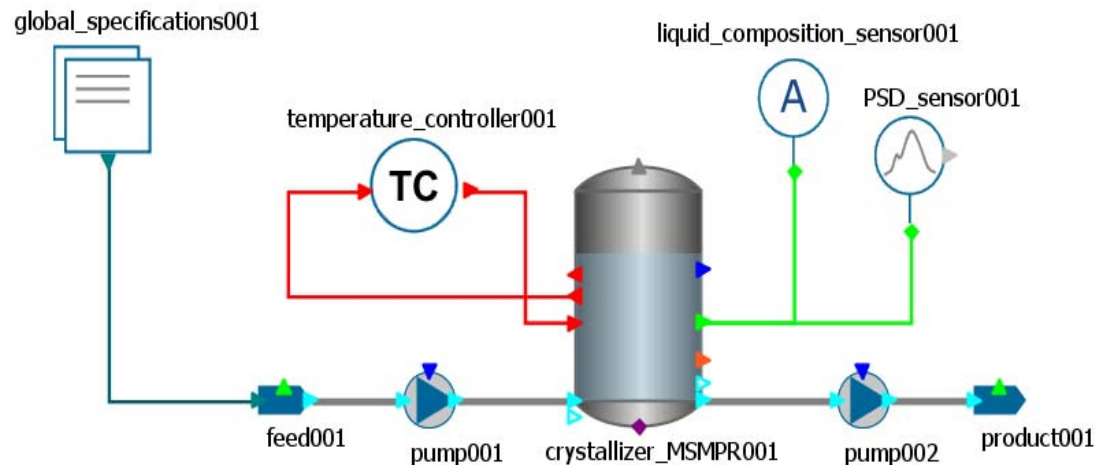 global_specifications001
liquid_composition_sensor001
A
PSD_sensor001
temperature_controller001
TC
feed001
pump001
crystallizer_MSMPR001
pump002
product001